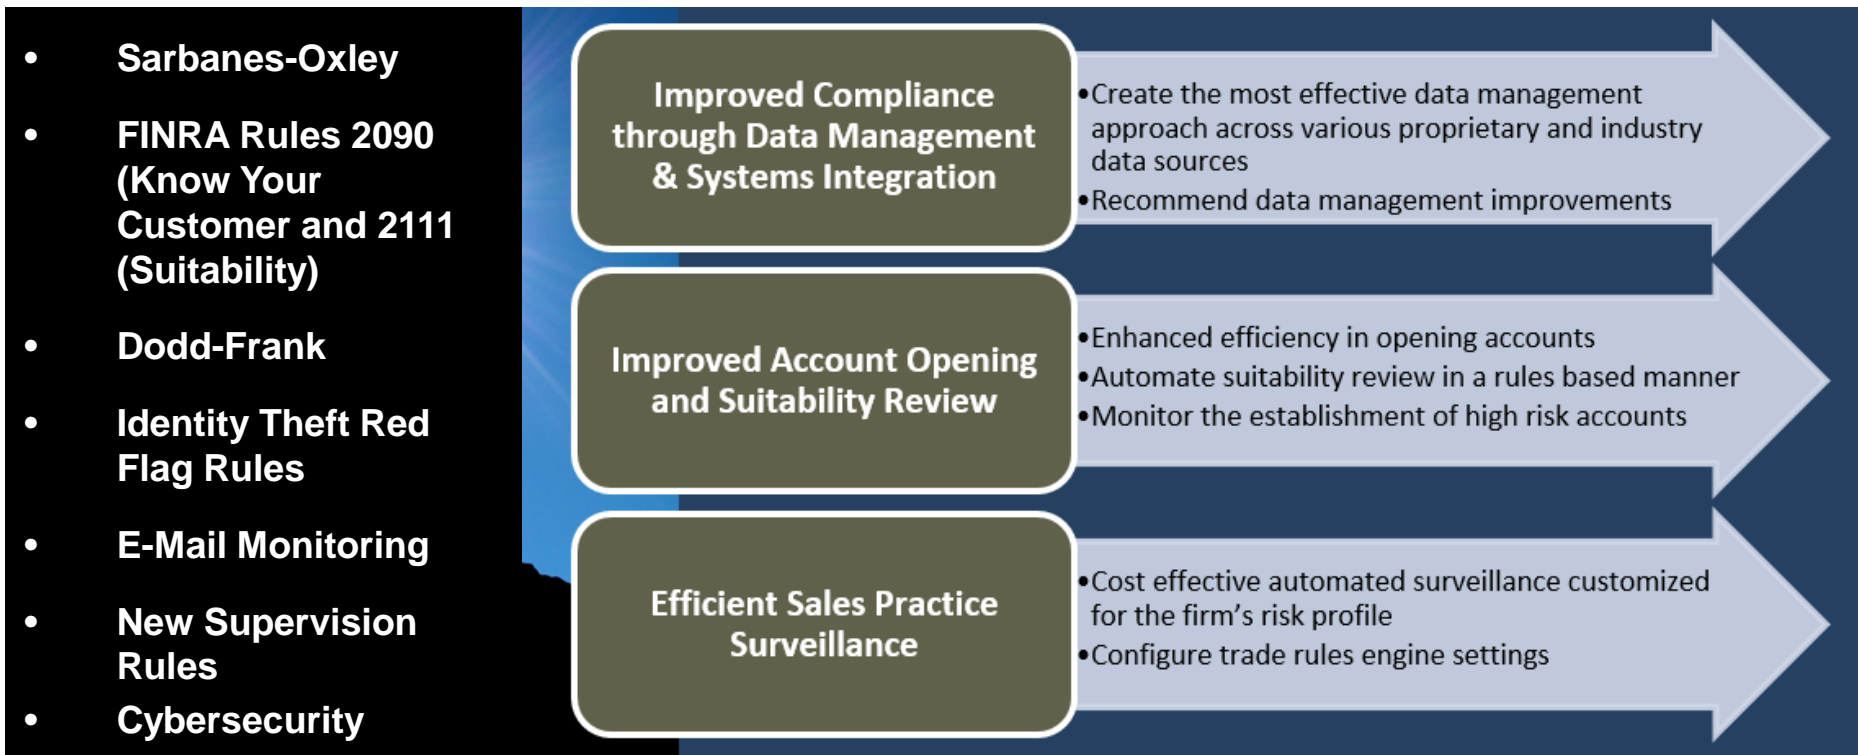 • Sarbanes-Oxley
• FINRA Rules 2090
(Know Your
Customer and 2111
(Suitability)
• Dodd-Frank
• Identity Theft Red
Flag Rules
• E-Mail Monitoring
• New Supervision
Rules
• Cybersecurity
Improved Compliance
through Data Management
& Systems Integration
•Create the most effective data management
approach across various proprietary and industry
data sources
•Recommend data management improvements
Improved Account Opening
and Suitability Review
•Enhanced efficiency in opening accounts
•Automate suitability review in a rules based manner
•Monitor the establishment of high risk accounts
Efficient Sales Practice
Surveillance
•Cost effective automated surveillance customized
for the firm’s risk profile
•Configure trade rules engine settings